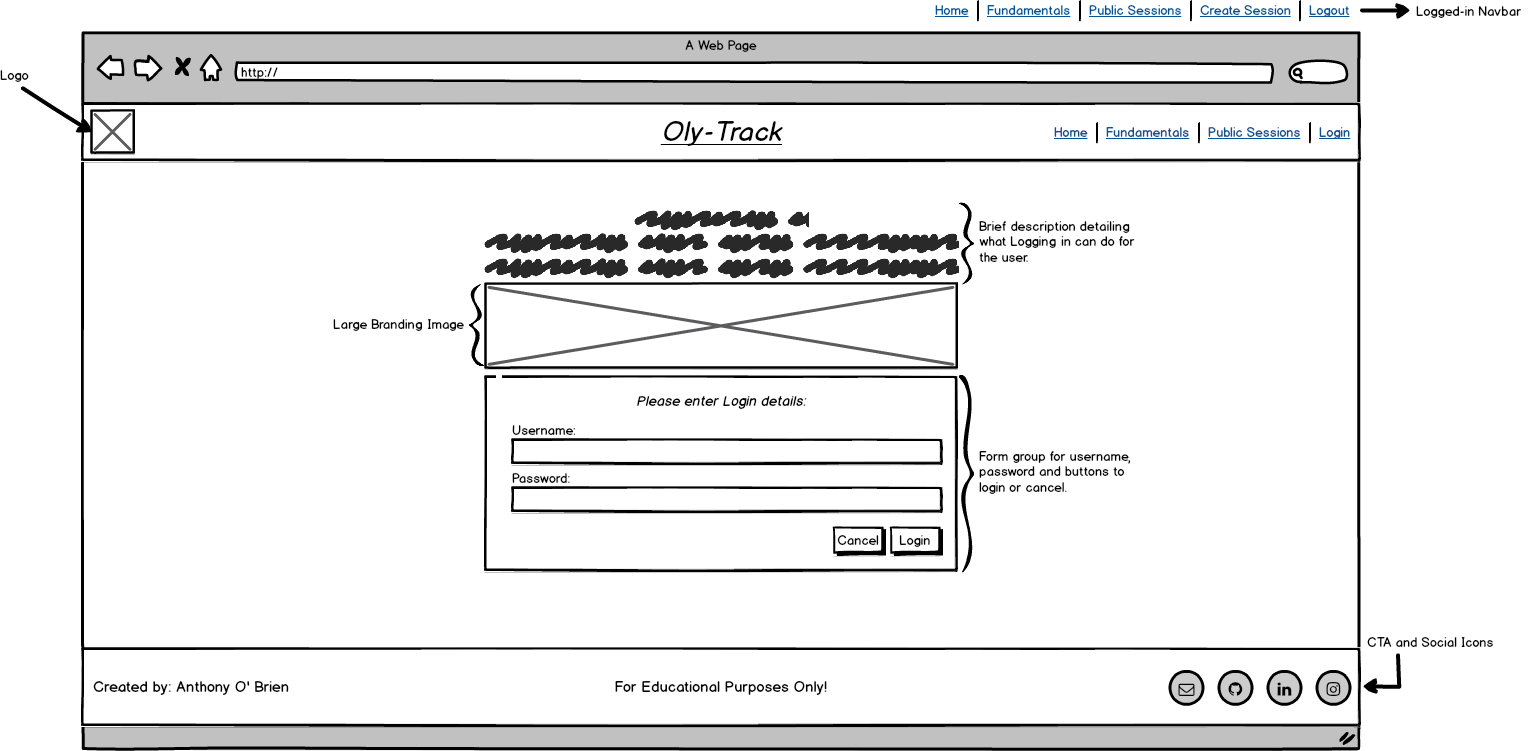 Home Fundamentals Public Sessions Create Session Logout Logged-in Navbar
A Web Page
http://
Logo
Oly-Track
Home Fundamentals Public Sessions Login
Brief description detailing
what Logging in can do for
the user.
Large Branding Image
Please enter Login details:
Username:
Password:
Cancel Login
Form group for username,
password and buttons to
login or cancel.
CTA and Social Icons
Created by: Anthony O' Brien
For Educational Purposes Only!
in